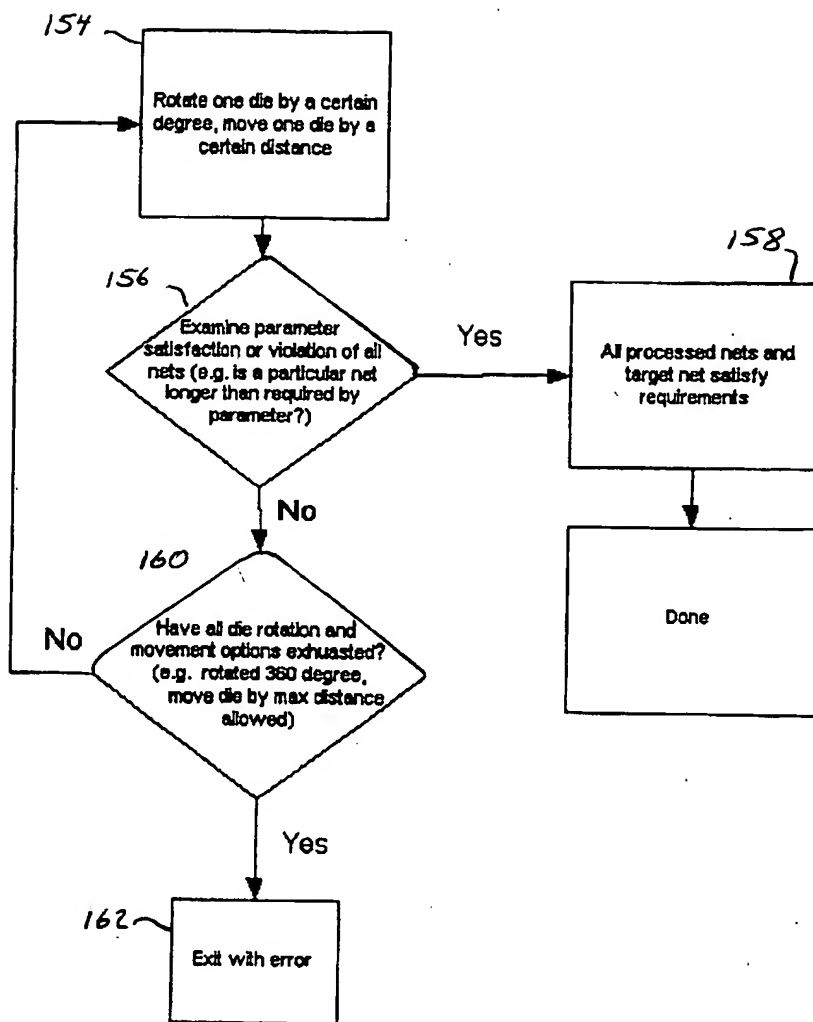 154
Rotate one die by a certain
degree, move one die by a
certain distance
156
Examine parameter
satisfaction or violation of all
nets (e.g. is a particular net
longer than required by
parameter?)
Yes
158
All processed nets and
target net satisfy
requirements
No
Done
160
Have all die rotation and
movement options exhuasted?
(e.g. rotated 360 degree,
move die by max distance
allowed)
No
Yes
162
Exit with error